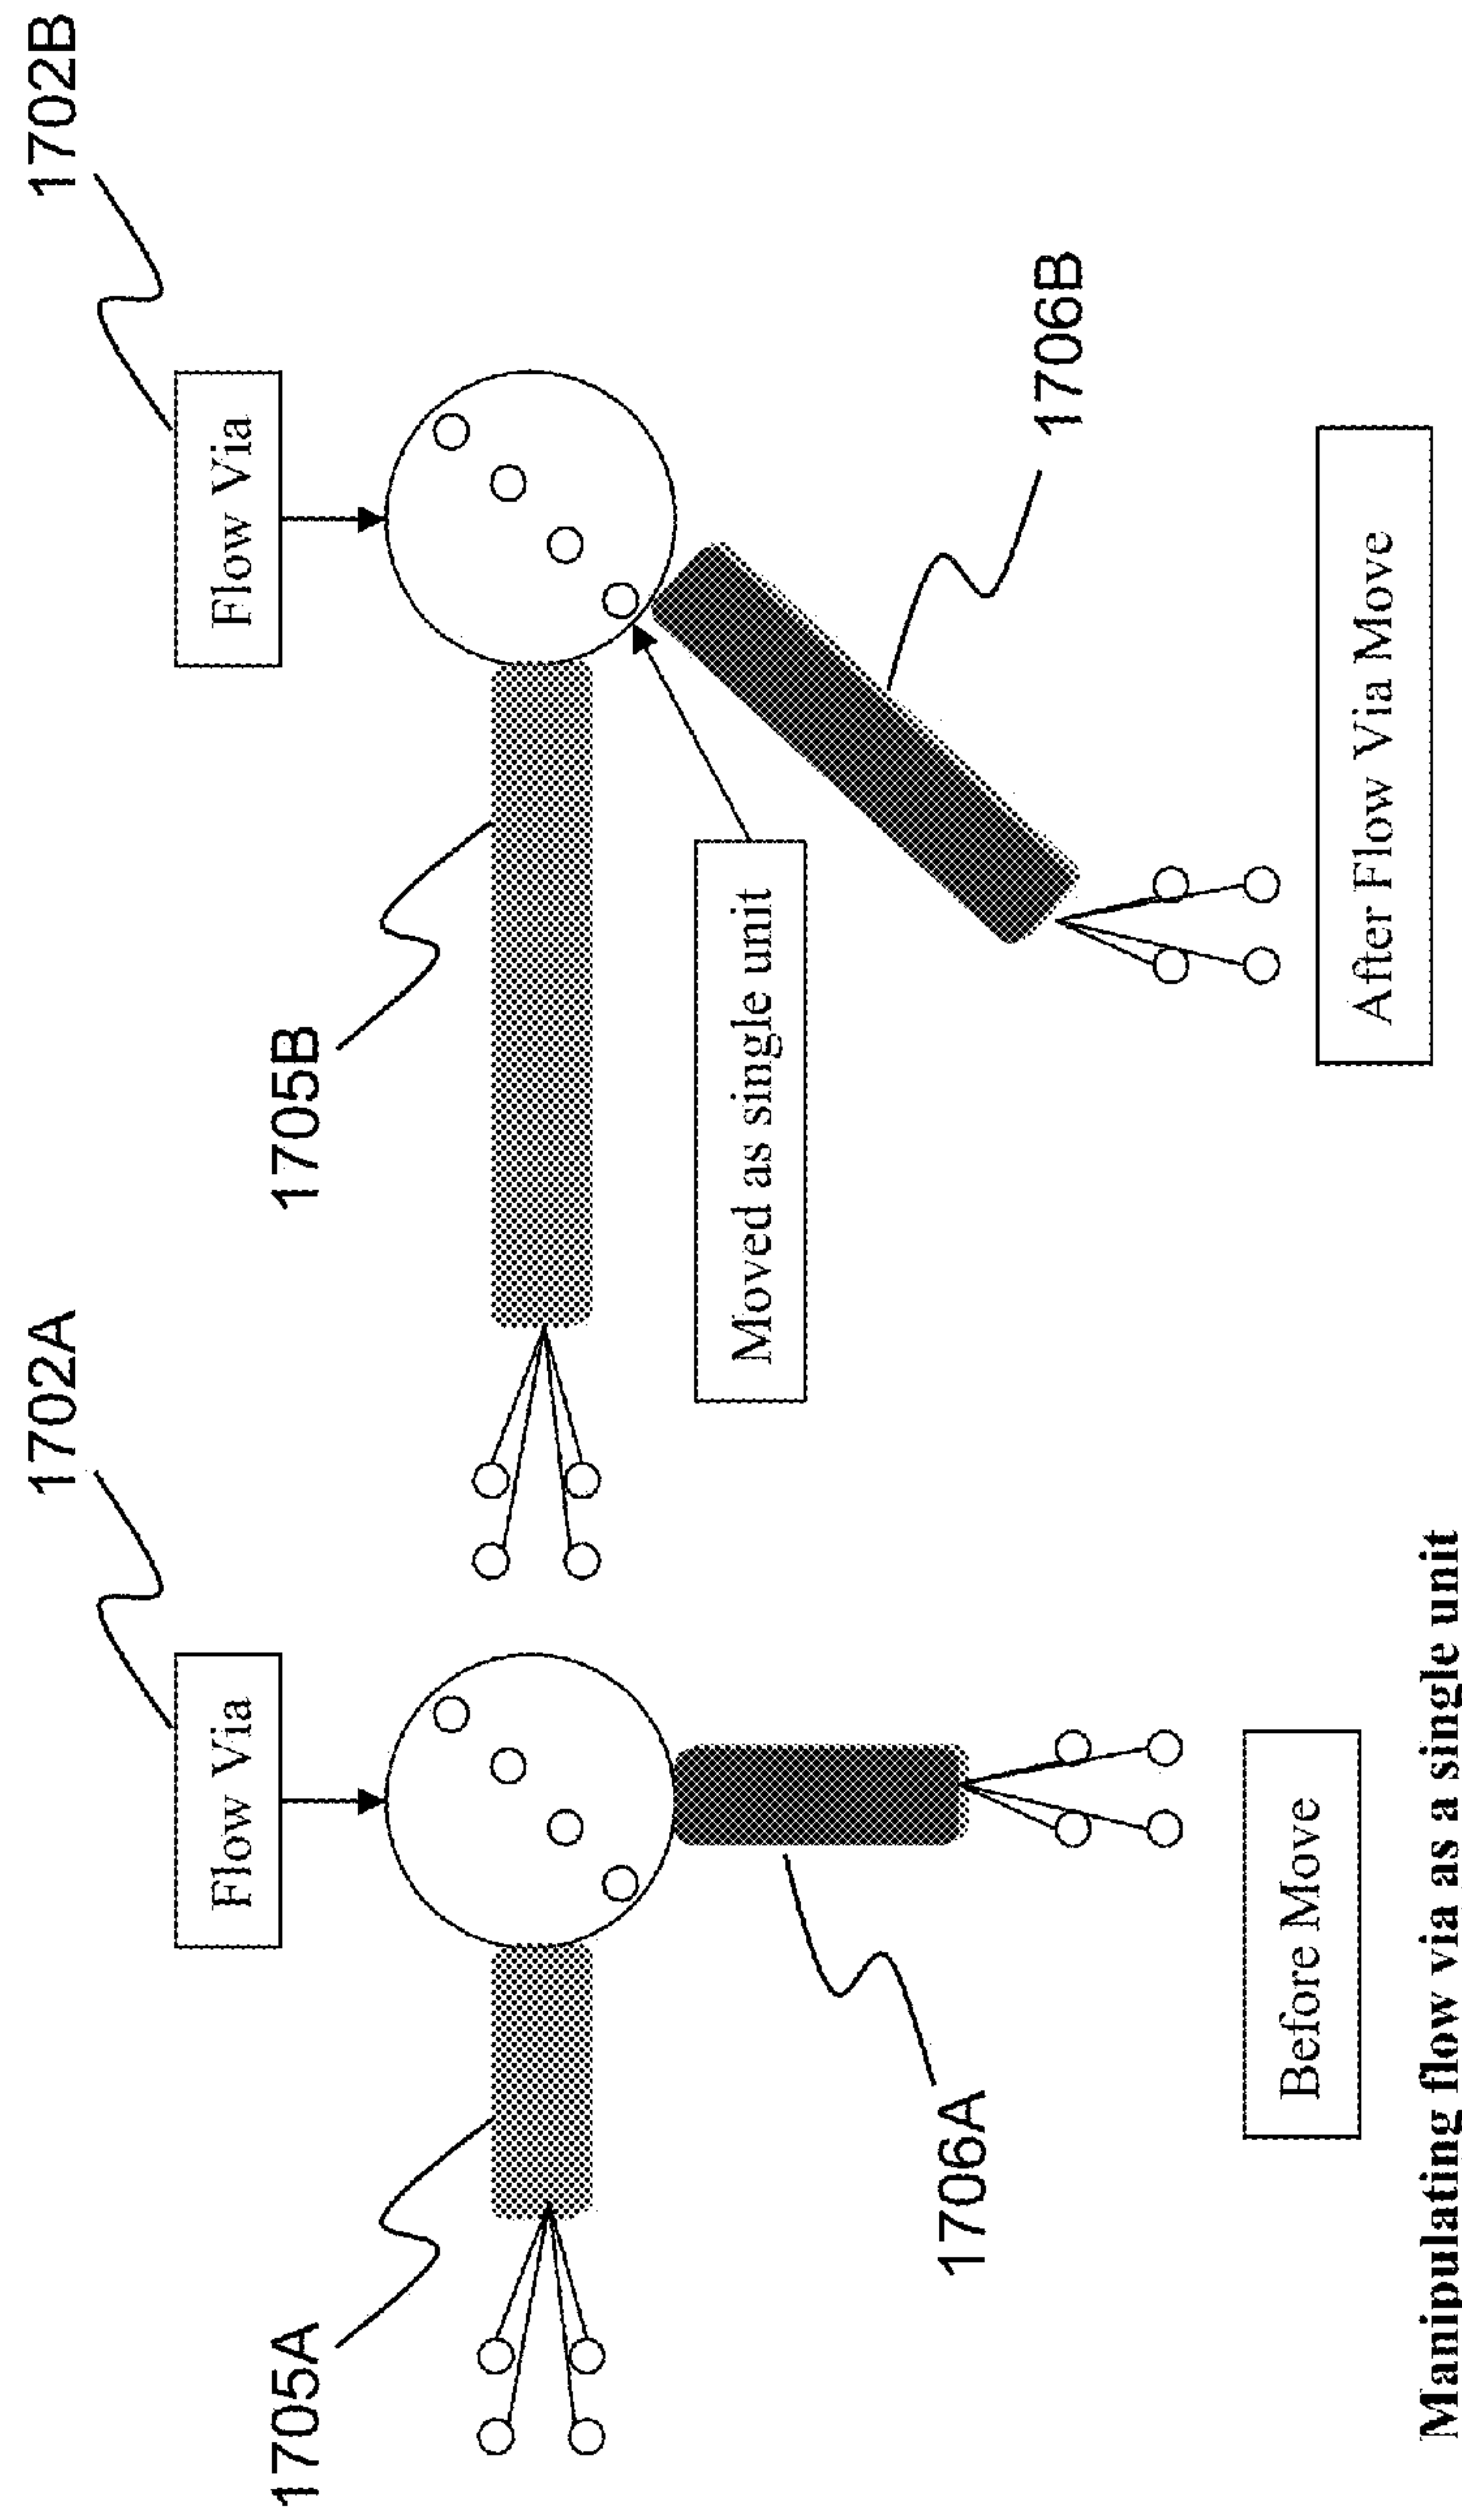 1702A
Flow Via
1705A
1706A
Before Move
1702B
Flow Via
1705B
Moved as single unit
1706B
After Flow Via Move
Manipulating flow via as a single unit